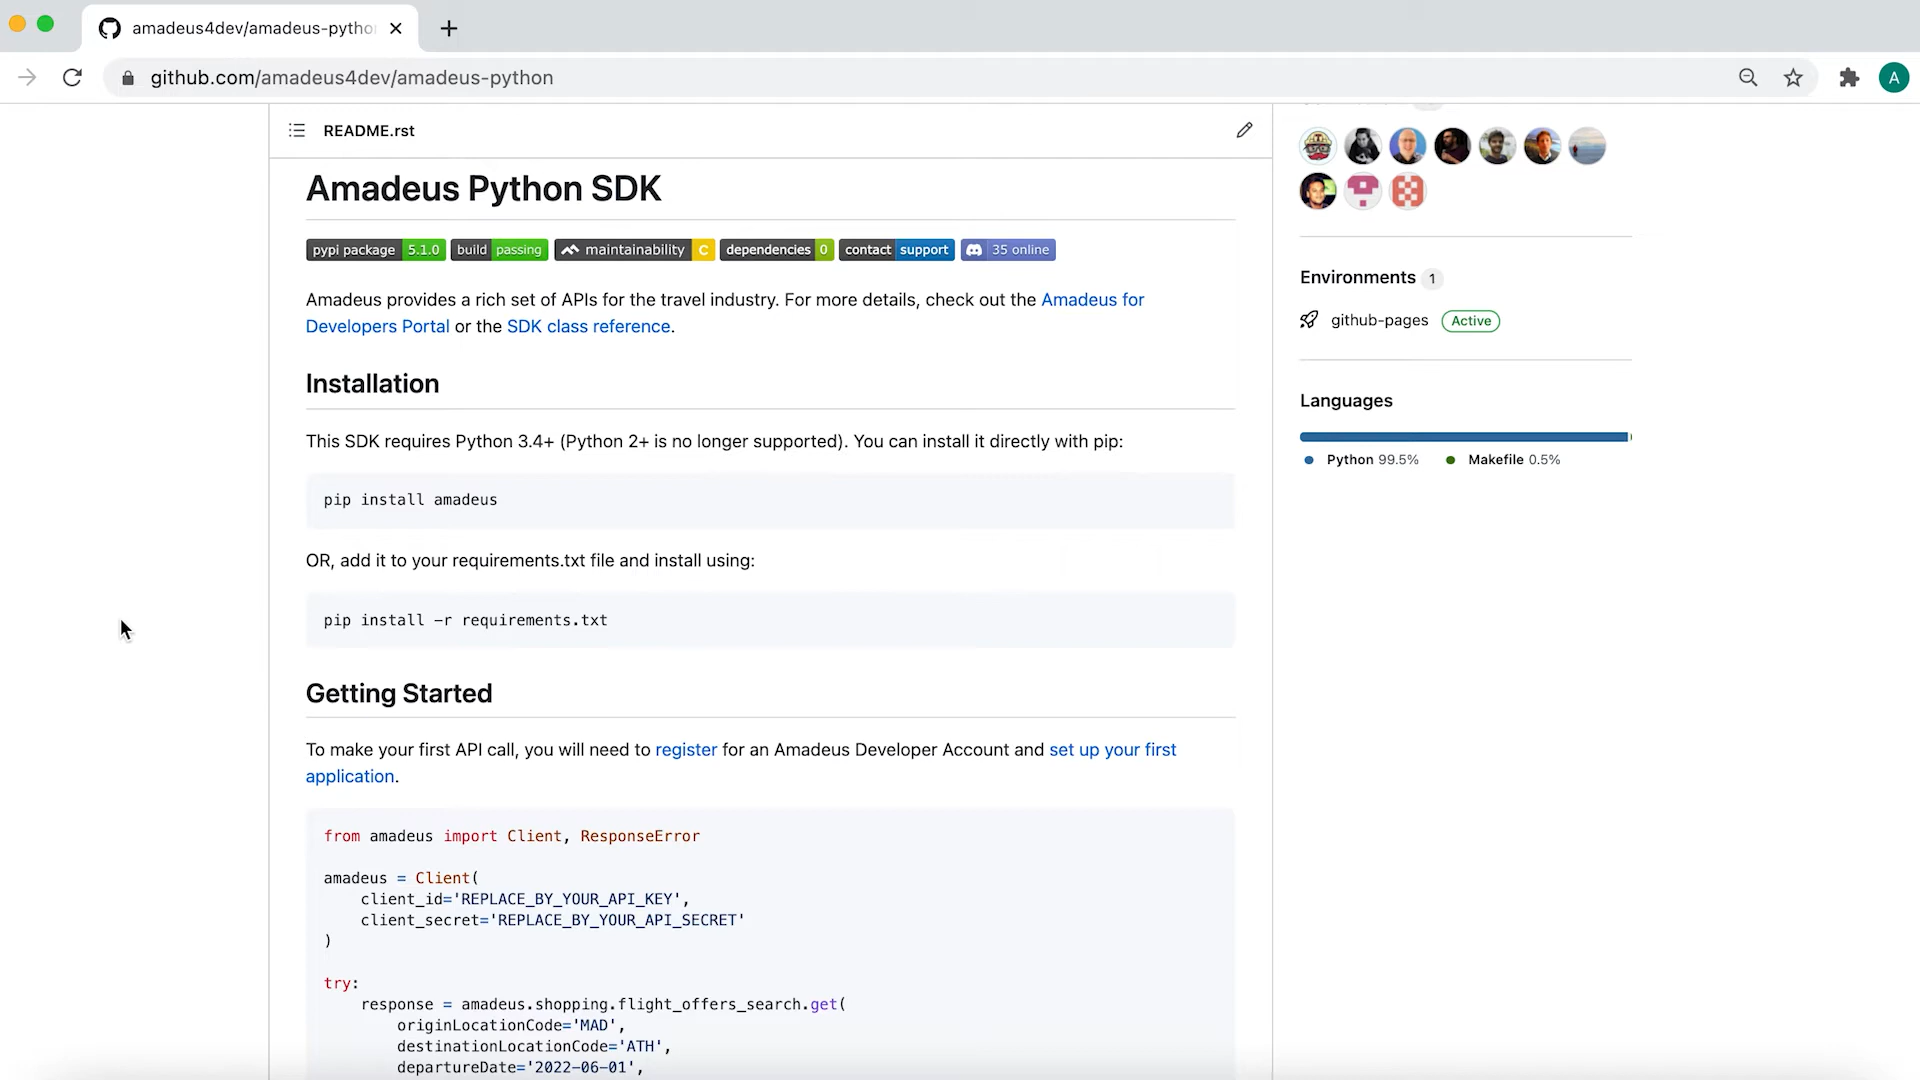 amadeus4dev/amadeus-pytho
github.com/amadeus4dev/amadeus-python
A
README.rst
Amadeus Python SDK
pypi package 5.1.0 build passing maintainability C dependencies 0 contact support 35 online
Amadeus provides a rich set of APIs for the travel industry. For more details, check out the Amadeus for
Developers Portal or the SDK class reference.
Installation
This SDK requires Python 3.4+ (Python 2+ is no longer supported). You can install it directly with pip:
pip install amadeus
OR, add it to your requirements.txt file and install using:
pip install -r requirements.txt
Getting Started
To make your first API call, you will need to register for an Amadeus Developer Account and set up your first
application.
from amadeus import Client, ResponseError
amadeus = Client(
client_id='REPLACE_BY_YOUR_API_KEY',
client_secret='REPLACE_BY_YOUR_API_SECRET'
)
try:
response = amadeus.shopping.flight_offers_search.get(
originLocationCode='MAD',
destinationLocationCode='ATH',
departureDate='2022-06-01',
Environments 1
github-pages Active
Languages
Python 99.5% Makefile 0.5%